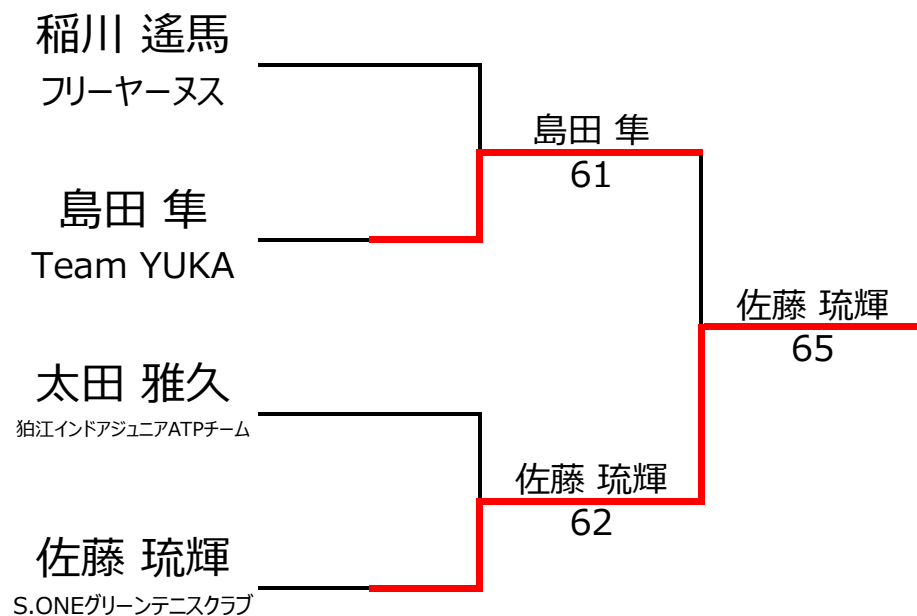 稲川 遙馬
フリーヤーヌス
島田 隼
61
島田 隼
Team YUKA
佐藤 琉輝
65
太田 雅久
狛江インドアジュニアATPチーム
佐藤 琉輝
62
佐藤 琉輝
S.ONEグリーンテニスクラブ